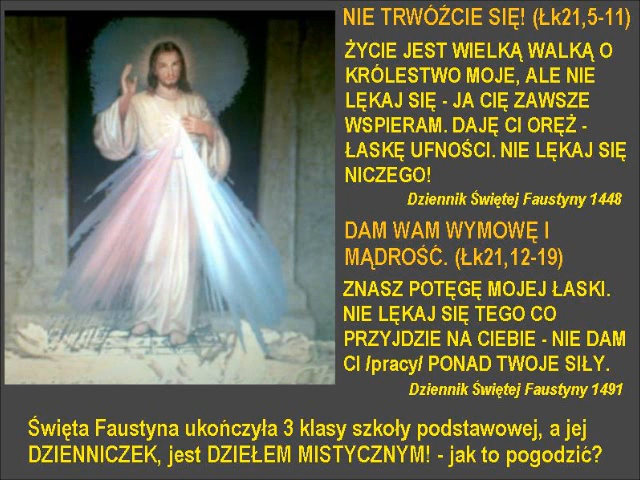 NIE TRWÓŹCIE SIĘ! (Łk21,5-11)
ŻYCIE JEST WIELKĄ WALKĄ O
KRÓLESTWO MOJE, ALE NIE
LĘKAJ SIĘ - JA CIĘ ZAWSZE
WSPIERAM. DAJĘ CI ORĘŻ -
ŁASKĘ UFNOŚCI. NIE LĘKAJ SIĘ
NICZEGO!
Dziennik Świętej Faustyny 1448
DAM WAM WYMOWĘ I
MĄDROŚĆ. (Łk21,12-19)
ZNASZ POTĘGĘ MOJEJ ŁASKI.
NIE LĘKAJ SIĘ TEGO CO
PRZYJDZIE NA CIEBIE - NIE DAM
CI /pracy/ PONAD TWOJE SIŁY.
Dziennik Świętej Faustyny 1491
Święta Faustyna ukończyła 3 klasy szkoły podstawowej, a jej
DZIENNICZEK, jest DZIEŁEM MISTYCZNYM! - jak to pogodzić?